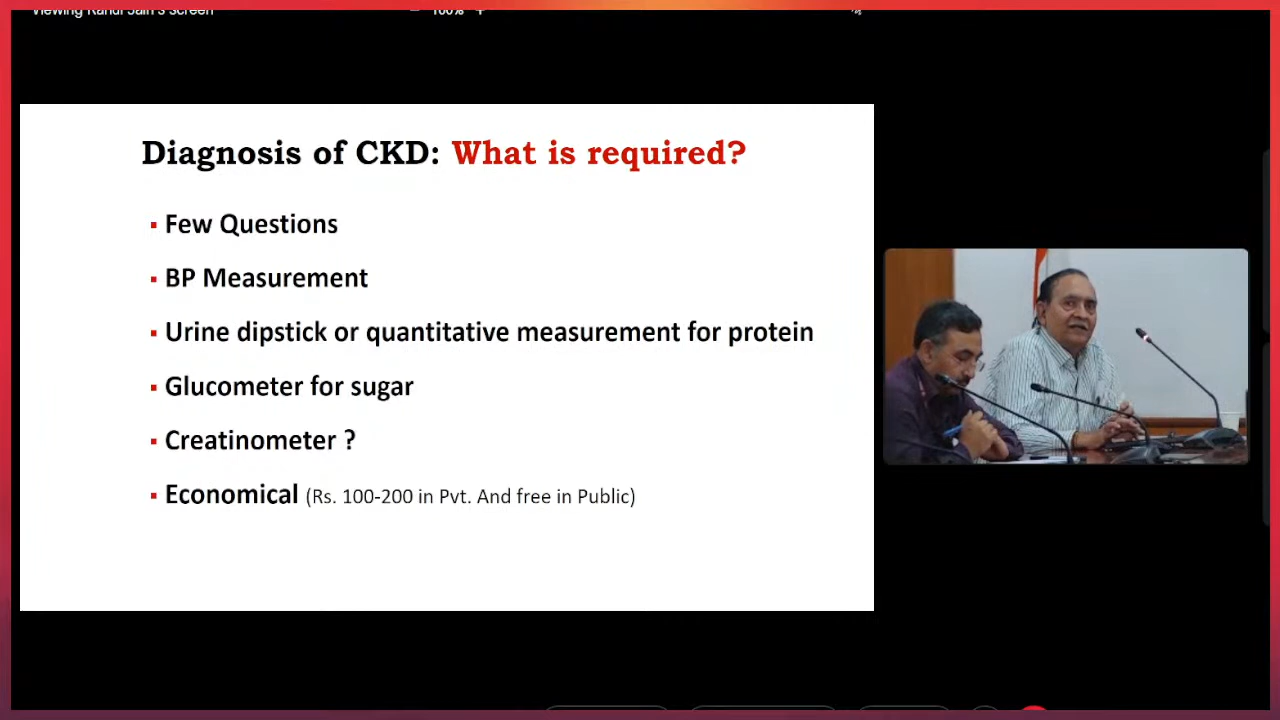 100%
Diagnosis of CKD: What is required?
Few Questions
BP Measurement
Urine dipstick or quantitative measurement for protein
Glucometer for sugar
Creatinometer ?
Economical (Rs. 100-200 in Pvt. And free in Public)